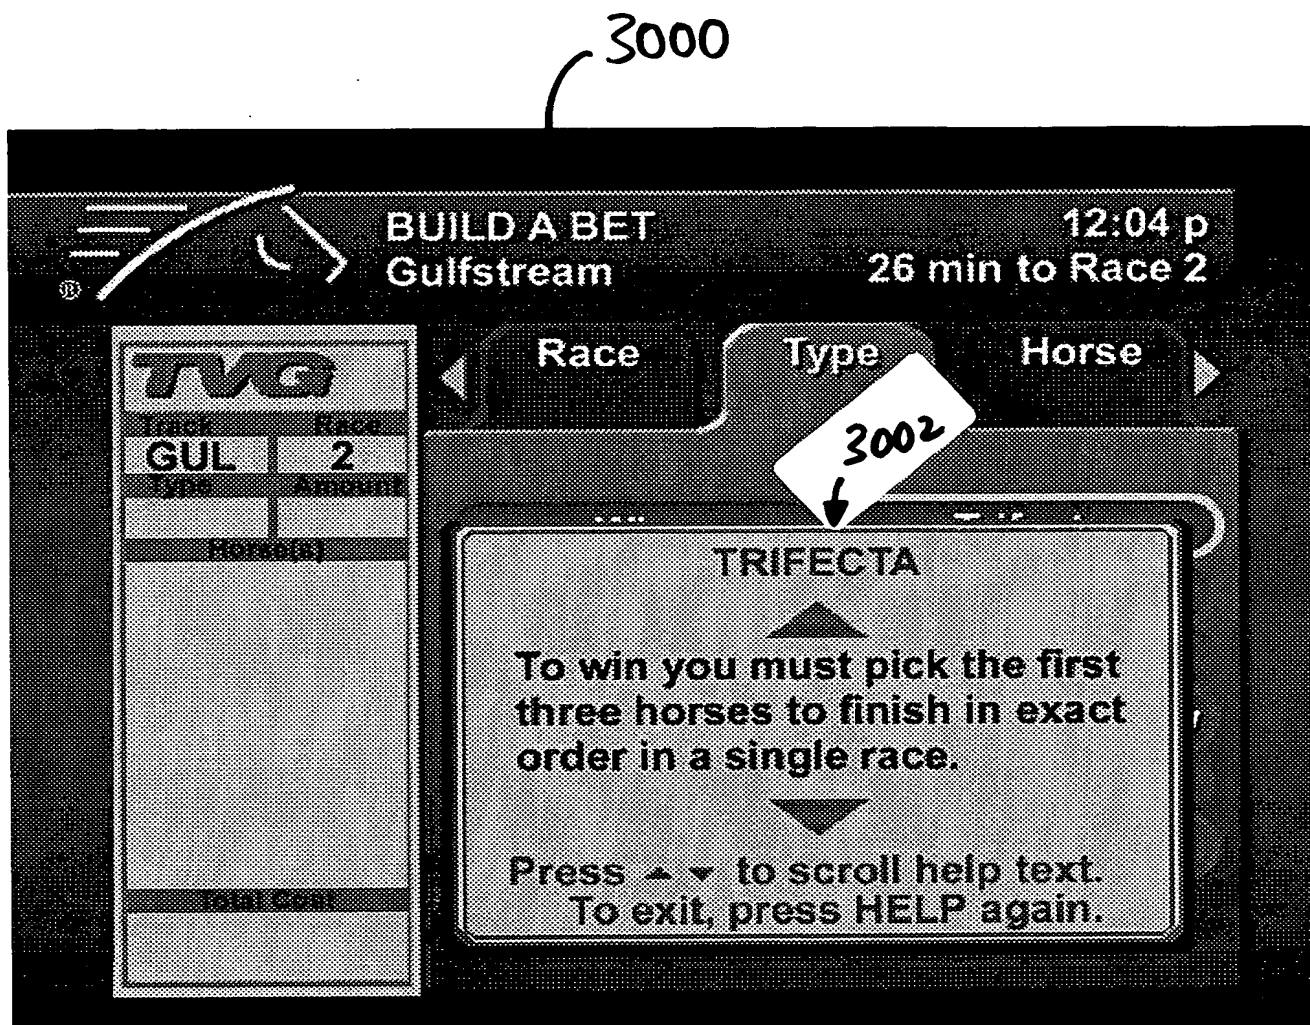 3000
BUILD A BET
Gulfstream
12:04 p
26 min to Race 2
®
TVG
Track Race
GUL 2
Type Amount
Horse(s)
Total Cost
Race Type Horse
3002
TRIFECTA
To win you must pick the first
three horses to finish in exact
order in a single race.
Press ▲ ▼ to scroll help text.
To exit, press HELP again.